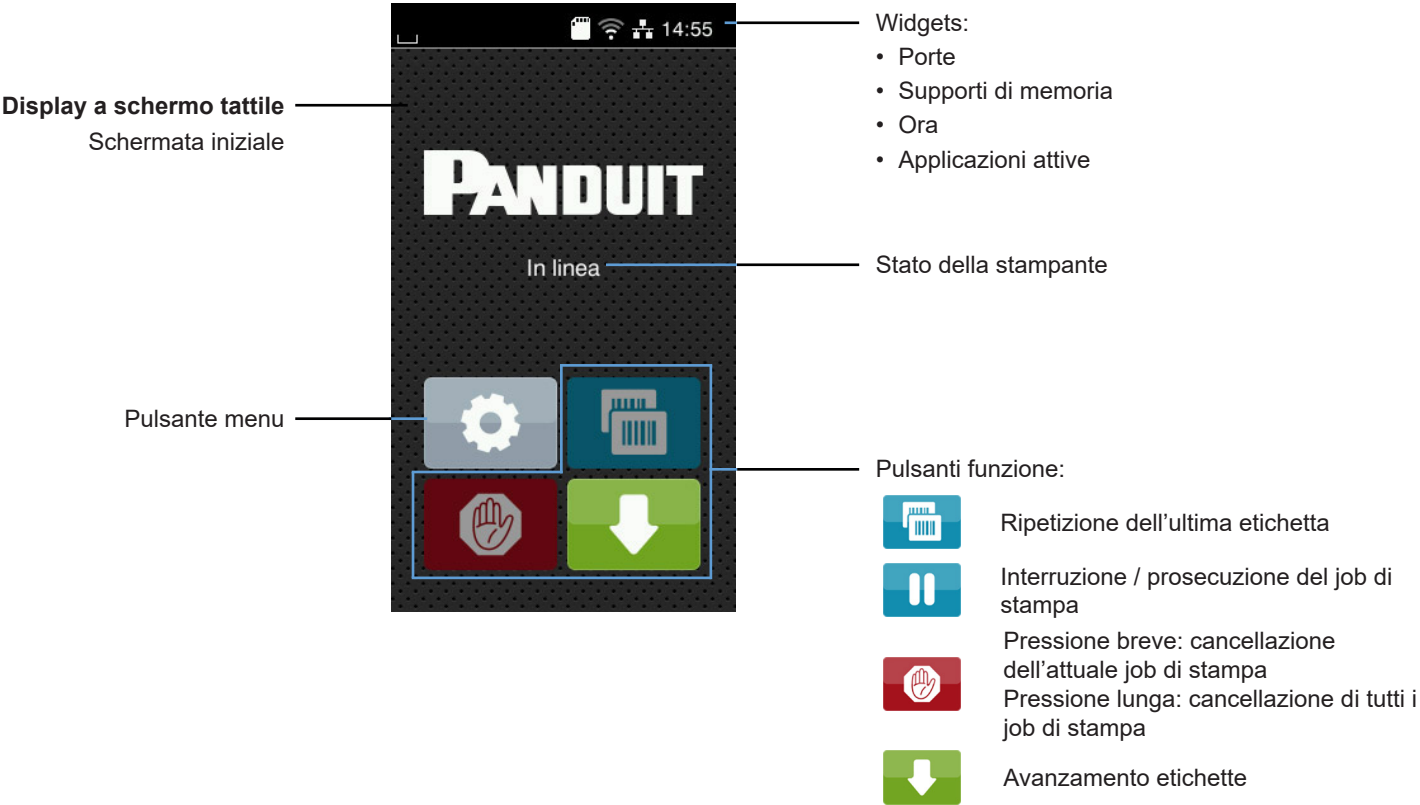 14:55
Widgets:
• Porte
• Supporti di memoria
• Ora
• Applicazioni attive
Display a schermo tattile
Schermata iniziale
PANDUIT
In linea
Stato della stampante
Pulsante menu
Pulsanti funzione:
Ripetizione dell’ultima etichetta
Interruzione / prosecuzione del job di
stampa
Pressione breve: cancellazione
dell’attuale job di stampa
Pressione lunga: cancellazione di tutti i
job di stampa
Avanzamento etichette